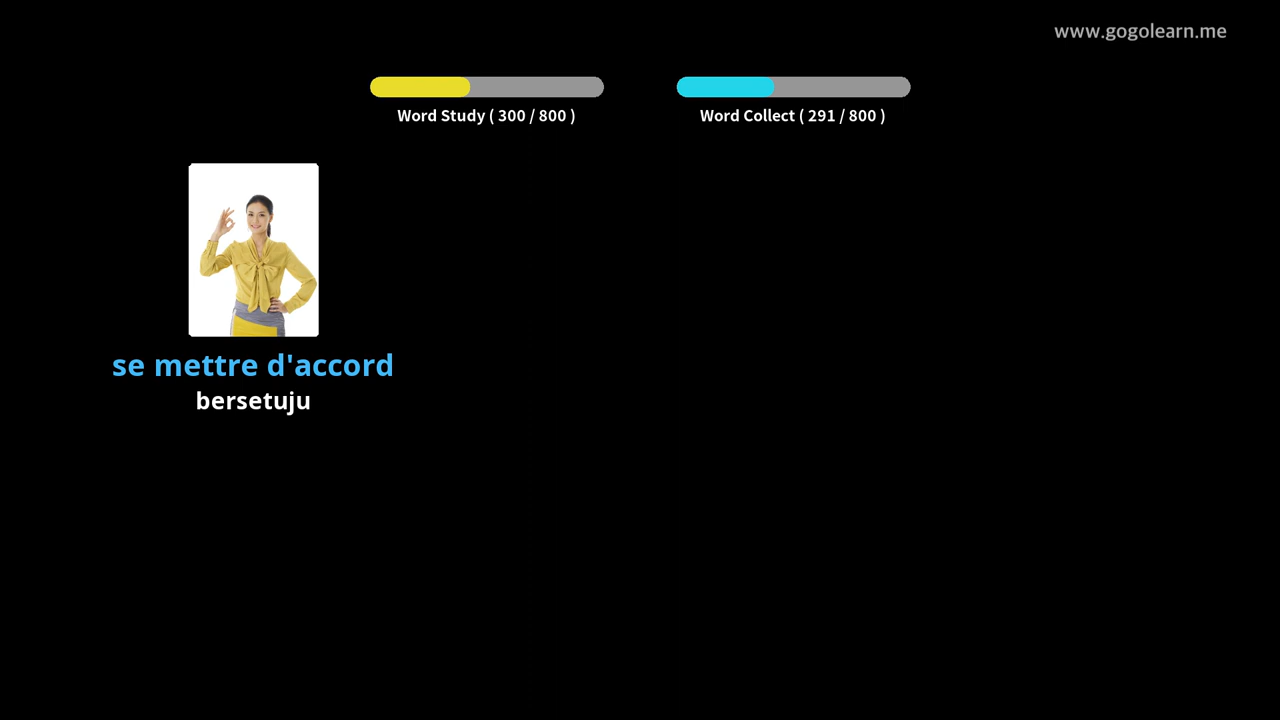 www.gogolearn.me
Word Study ( 300 / 800 )
Word Collect ( 291 / 800 )
se mettre d'accord
bersetuju